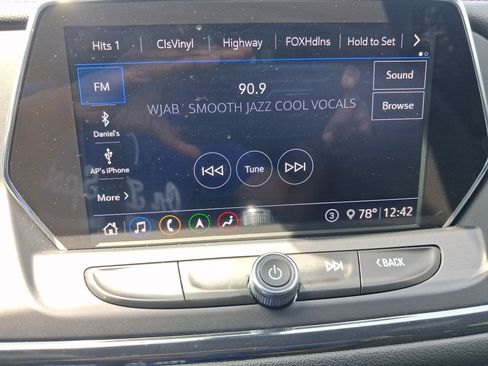 Hits 1 ClsVinyl Highway FOXHdlns Hold to Set
FM
90.9
Sound
WJAB SMOOTH JAZZ COOL VOCALS
Browse
Daniel's
AP's iPhone
Tune
More
3 78° 12:42
BACK